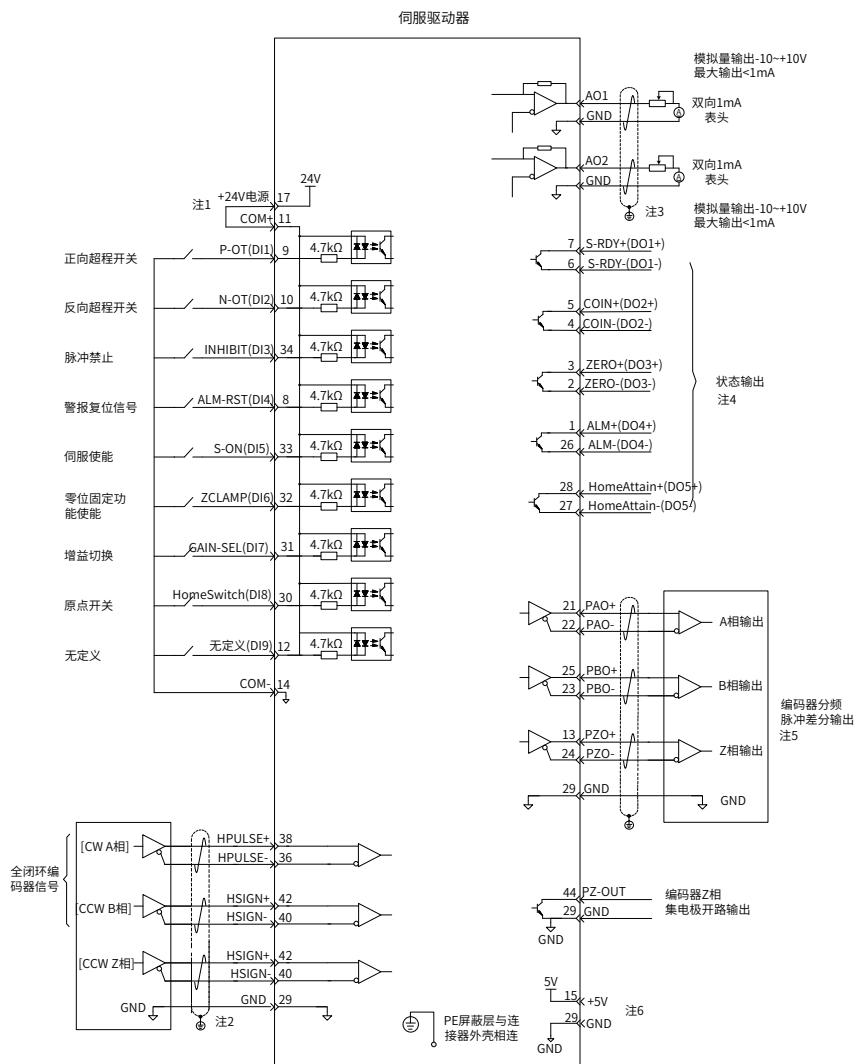 伺服驱动器
模拟量输出-10~+10V
最大输出<1mA
AO1
GND
双向1mA
表头
A
AO2
GND
双向1mA
表头
A
注3
模拟量输出-10~+10V
最大输出<1mA
24V
注1
+24V电源
17
COM+
11
正向超程开关
P-OT(DI1)
9
4.7kΩ
反向超程开关
N-OT(DI2)
10
4.7kΩ
脉冲禁止
INHIBIT(DI3)
34
4.7kΩ
警报复位信号
ALM-RST(DI4)
8
4.7kΩ
伺服使能
S-ON(DI5)
33
4.7kΩ
零位固定功
能使能
ZCLAMP(DI6)
32
4.7kΩ
增益切换
GAIN-SEL(DI7)
31
4.7kΩ
原点开关
HomeSwitch(DI8)
30
4.7kΩ
无定义
无定义(DI9)
12
4.7kΩ
COM-
14
7
S-RDY+(DO1+)
6
S-RDY-(DO1-)
5
COIN+(DO2+)
4
COIN-(DO2-)
3
ZERO+(DO3+)
2
ZERO-(DO3-)
1
ALM+(DO4+)
26
ALM-(DO4-)
28
HomeAttain+(DO5+)
27
HomeAttain-(DO5-)
状态输出
注4
21
PAO+
22
PAO-
A相输出
25
PBO+
23
PBO-
B相输出
13
PZO+
24
PZO-
Z相输出
29
GND
GND
编码器分频
脉冲差分输出
注5
全闭环编
码器信号
[CW A相]
HPULSE+
38
HPULSE-
36
[CCW B相]
HSIGN+
42
HSIGN-
40
[CCW Z相]
HSIGN+
42
HSIGN-
40
GND
GND
29
注2
44
PZ-OUT
29
GND
GND
编码器Z相
集电极开路输出
5V
15
+5V
29
GND
GND
注6
PE屏蔽层与连
接器外壳相连